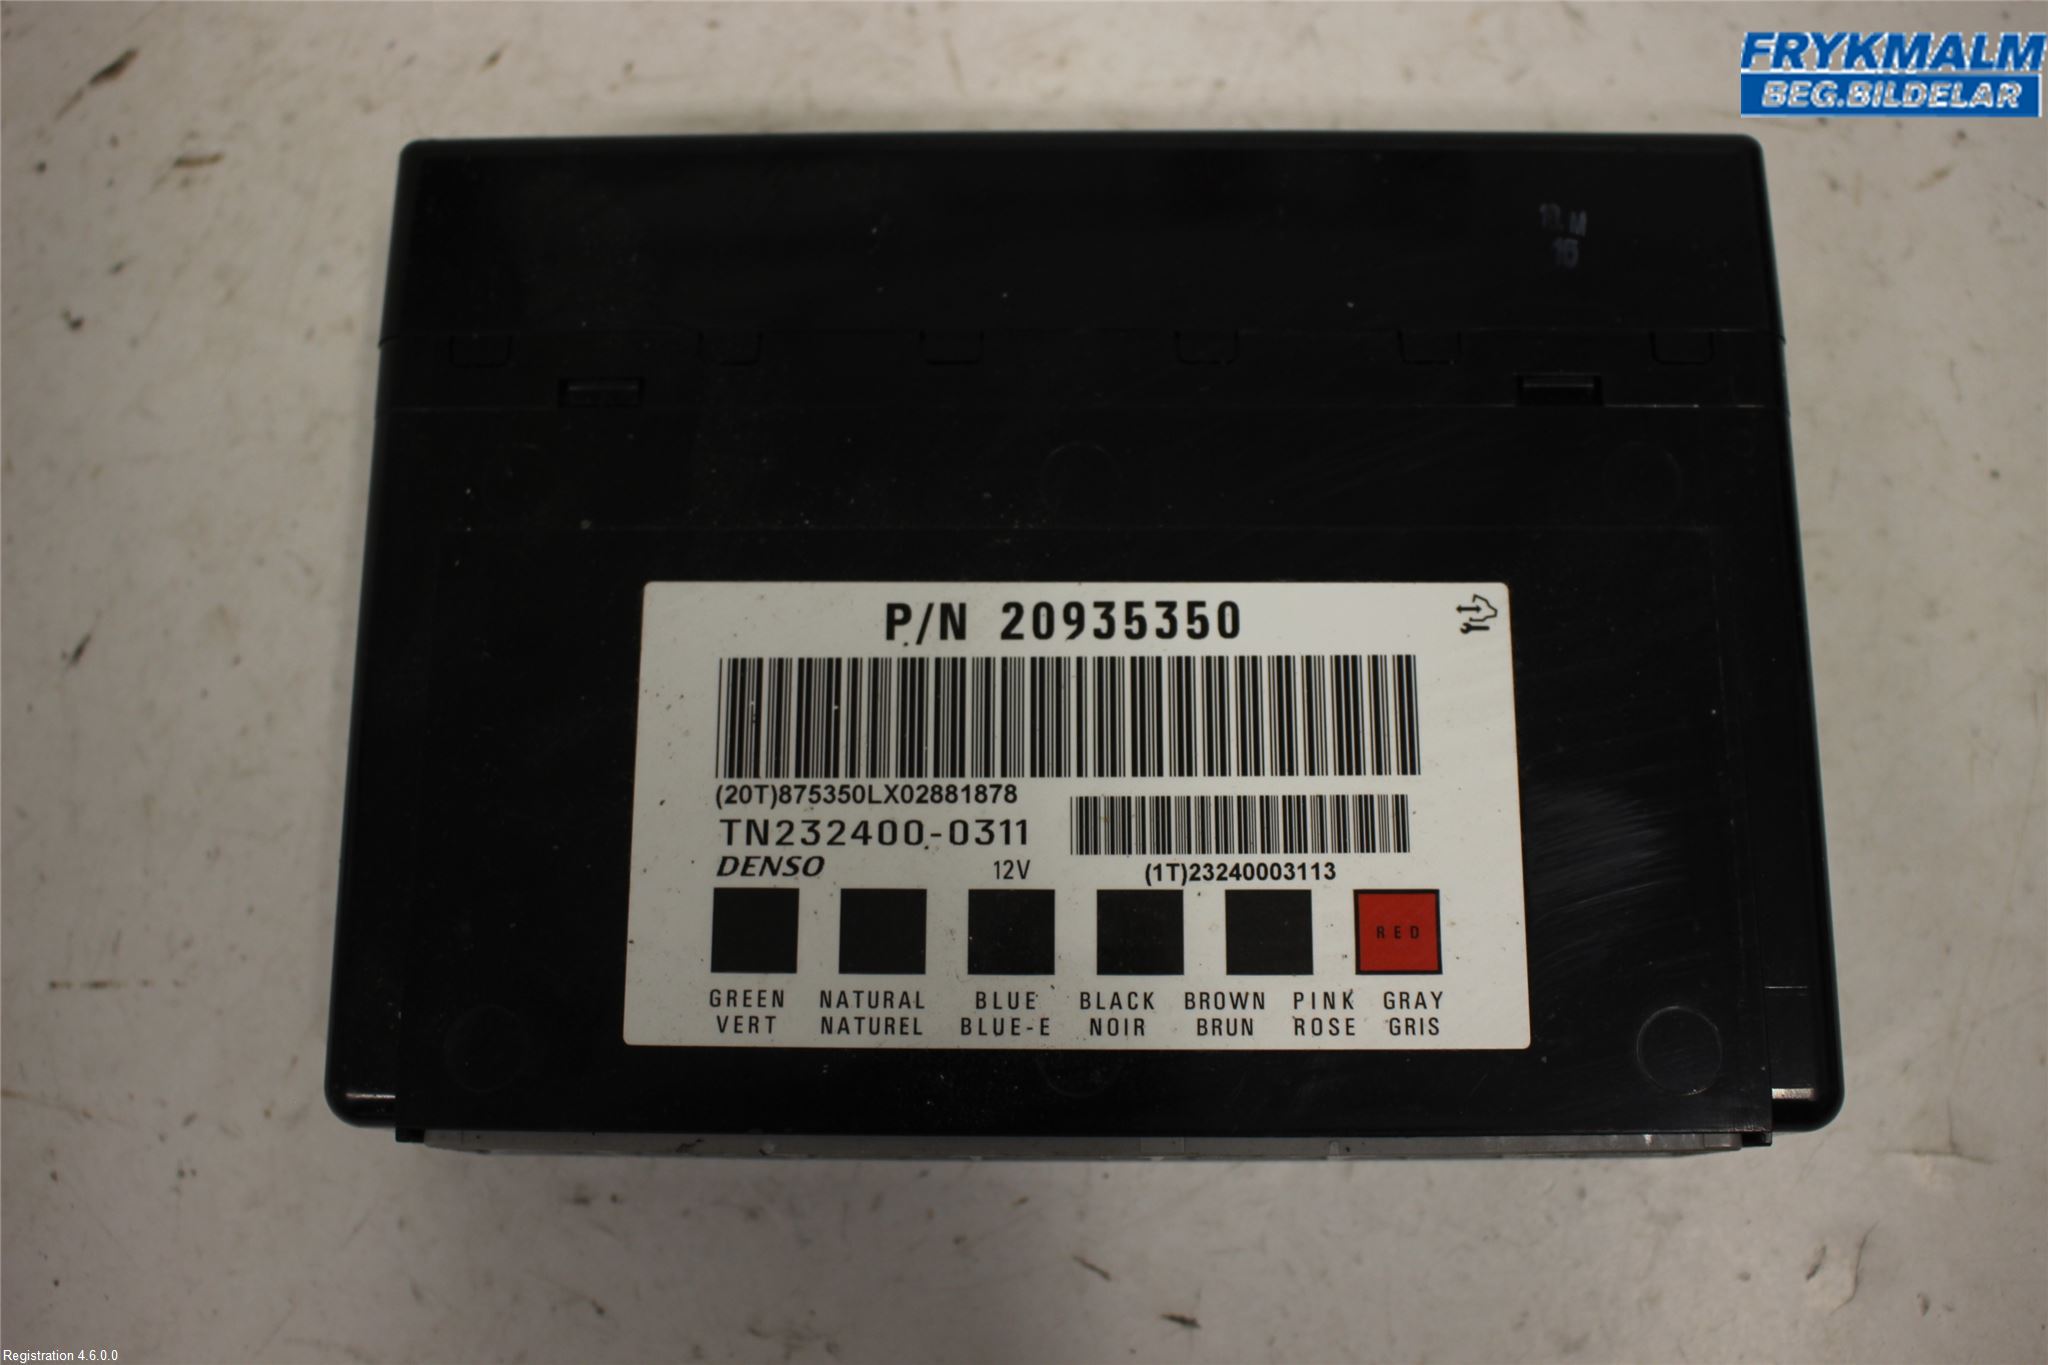 FRYKMALM
BEG.BILDELAR
16
P/N 20935350
(20T)875350LX02881878
TN232400-0311
DENSO 12V
(1T)23240003113
RED
GREEN NATURAL BLUE BLACK BROWN PINK GRAY
VERT NATUREL BLUE-E NOIR BRUN ROSE GRIS
Registration 4.6.0.0